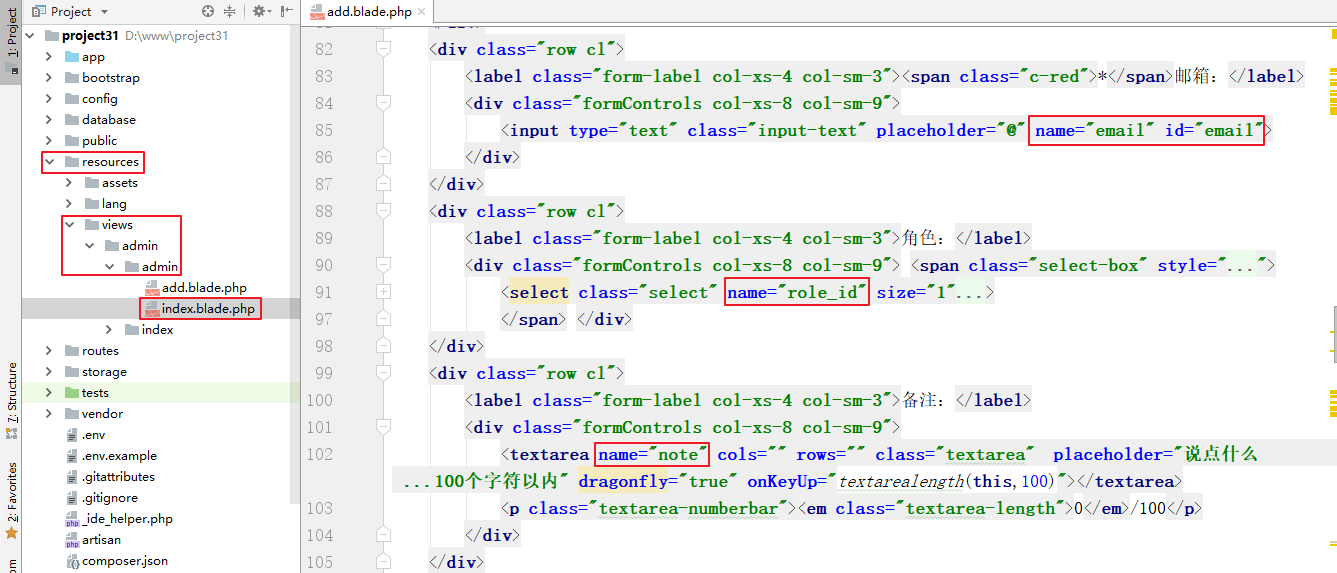 1: Project
7: Structure
2: Favorites
om
Project
project31 D:\www\project31
app
bootstrap
config
database
public
resources
assets
lang
views
admin
admin
add.blade.php
index.blade.php
index
routes
storage
tests
vendor
.env
.env.example
.gitattributes
.gitignore
_ide_helper.php
artisan
composer.json
add.blade.php
82 <div class="row cl">
83 <label class="form-label col-xs-4 col-sm-3"><span class="c-red">*</span>邮箱：</label>
84 <div class="formControls col-xs-8 col-sm-9">
85 <input type="text" class="input-text" placeholder="@" name="email" id="email">
86 </div>
87 </div>
88 <div class="row cl">
89 <label class="form-label col-xs-4 col-sm-3">角色：</label>
90 <div class="formControls col-xs-8 col-sm-9"> <span class="select-box" style="...">
91 <select class="select" name="role_id" size="1"...>
97 </span> </div>
98 </div>
99 <div class="row cl">
100 <label class="form-label col-xs-4 col-sm-3">备注：</label>
101 <div class="formControls col-xs-8 col-sm-9">
102 <textarea name="note" cols="" rows="" class="textarea" placeholder="说点什么
...100个字符以内" dragonfly="true" onKeyUp="textarealength(this,100)"></textarea>
103 <p class="textarea-numberbar"><em class="textarea-length">0</em>/100</p>
104 </div>
105 </div>